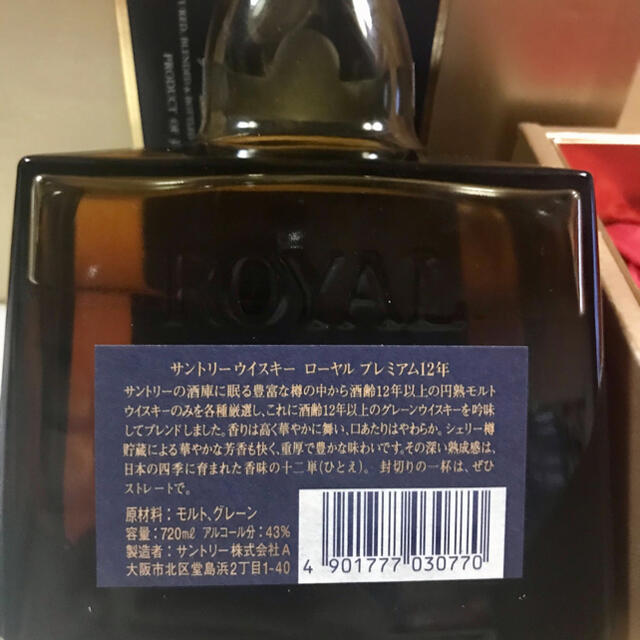 TURED, BLENDED & BOTTLED
PRODUCT OF
ROYAL
サントリーウイスキー ローヤル プレミアム12年
サントリーの酒庫に眠る豊富な樽の中から酒齢12年以上の円熟モルト
ウイスキーのみを各種厳選し、これに酒齢12年以上のグレーンウイスキーを吟味
してブレンドしました。香りは高く華やかに舞い、口あたりはやわらか。シェリー樽
貯蔵による華やかな芳香も快く、重厚で豊かな味わいです。その深い熟成感は、
日本の四季に育まれた香味の十二単(ひとえ)。 封切りの一杯は、ぜひ
ストレートで。
原材料：モルト、グレーン
容量：720mℓ アルコール分：43%
製造者：サントリー株式会社A
大阪市北区堂島浜2丁目1-40
4 901777 030770